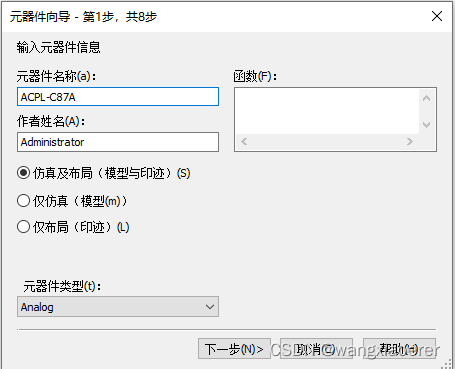 元器件向导 - 第1步，共8步
输入元器件信息
元器件名称(a)：
函数(F)：
ACPL-C87A
作者姓名(A)：
Administrator
仿真及布局（模型与印迹）(S)
仅仿真（模型(m)）
仅布局（印迹）(L)
元器件类型(t)：
Analog
下一步(N)>
取消(C)
帮助(H)
CSDN @wangxiaoerer